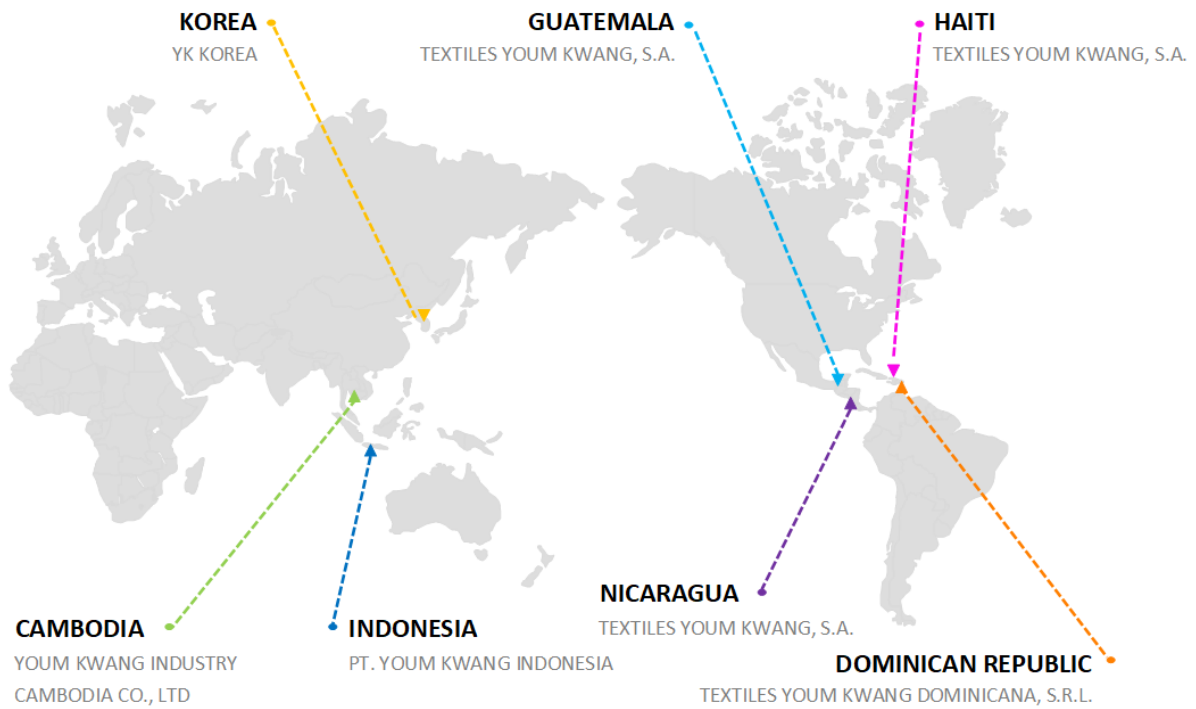 KOREA
YK KOREA
GUATEMALA
TEXTILES YOUM KWANG, S.A.
HAITI
TEXTILES YOUM KWANG, S.A.
CAMBODIA
YOUM KWANG INDUSTRY
CAMBODIA CO., LTD
INDONESIA
PT. YOUM KWANG INDONESIA
NICARAGUA
TEXTILES YOUM KWANG, S.A.
DOMINICAN REPUBLIC
TEXTILES YOUM KWANG DOMINICANA, S.R.L.